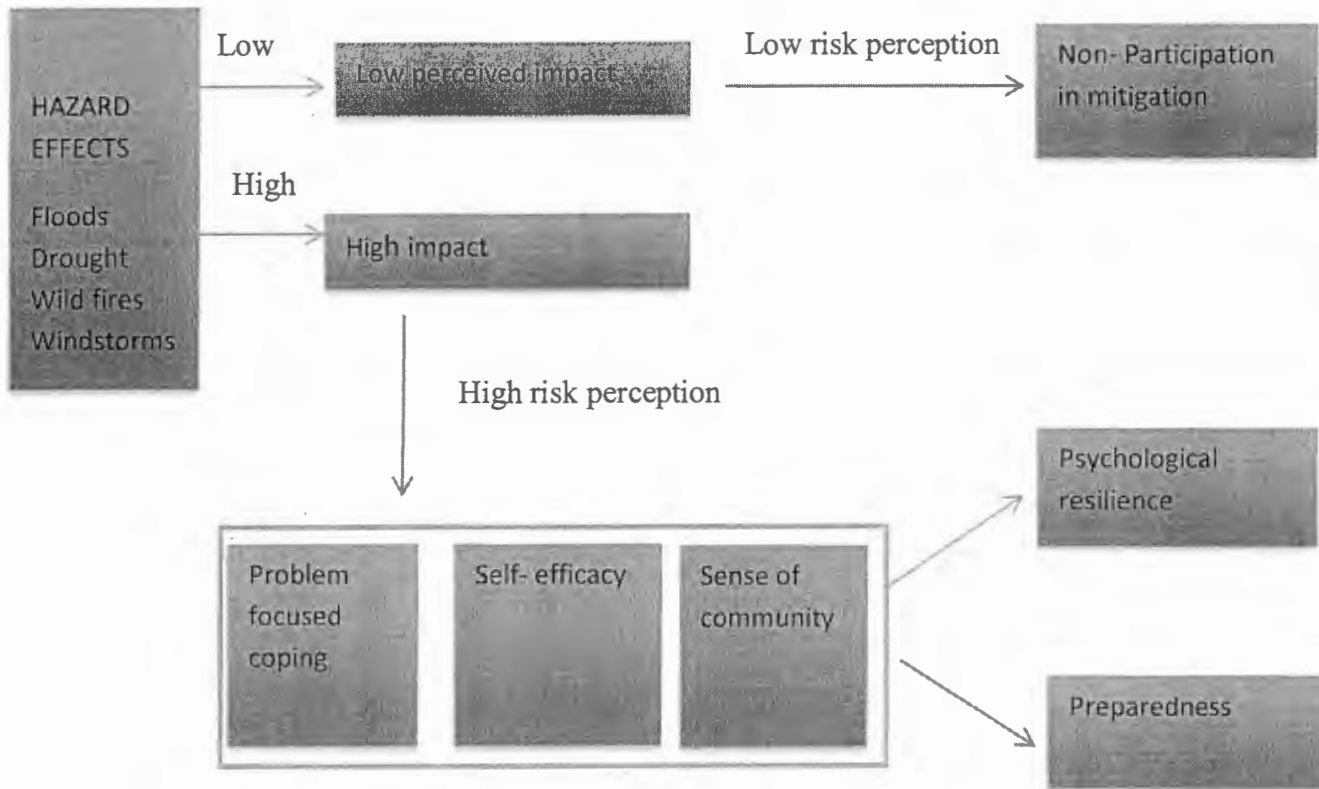 Low
Low perceived impact
Low risk perception
Non- Participation
in mitigation
HAZARD
EFFECTS
Floods
Drought
Wild fires
Windstorms
High
High impact
High risk perception
Problem
focused
coping
Self- efficacy
Sense of
community
Psychological
resilience
Preparedness